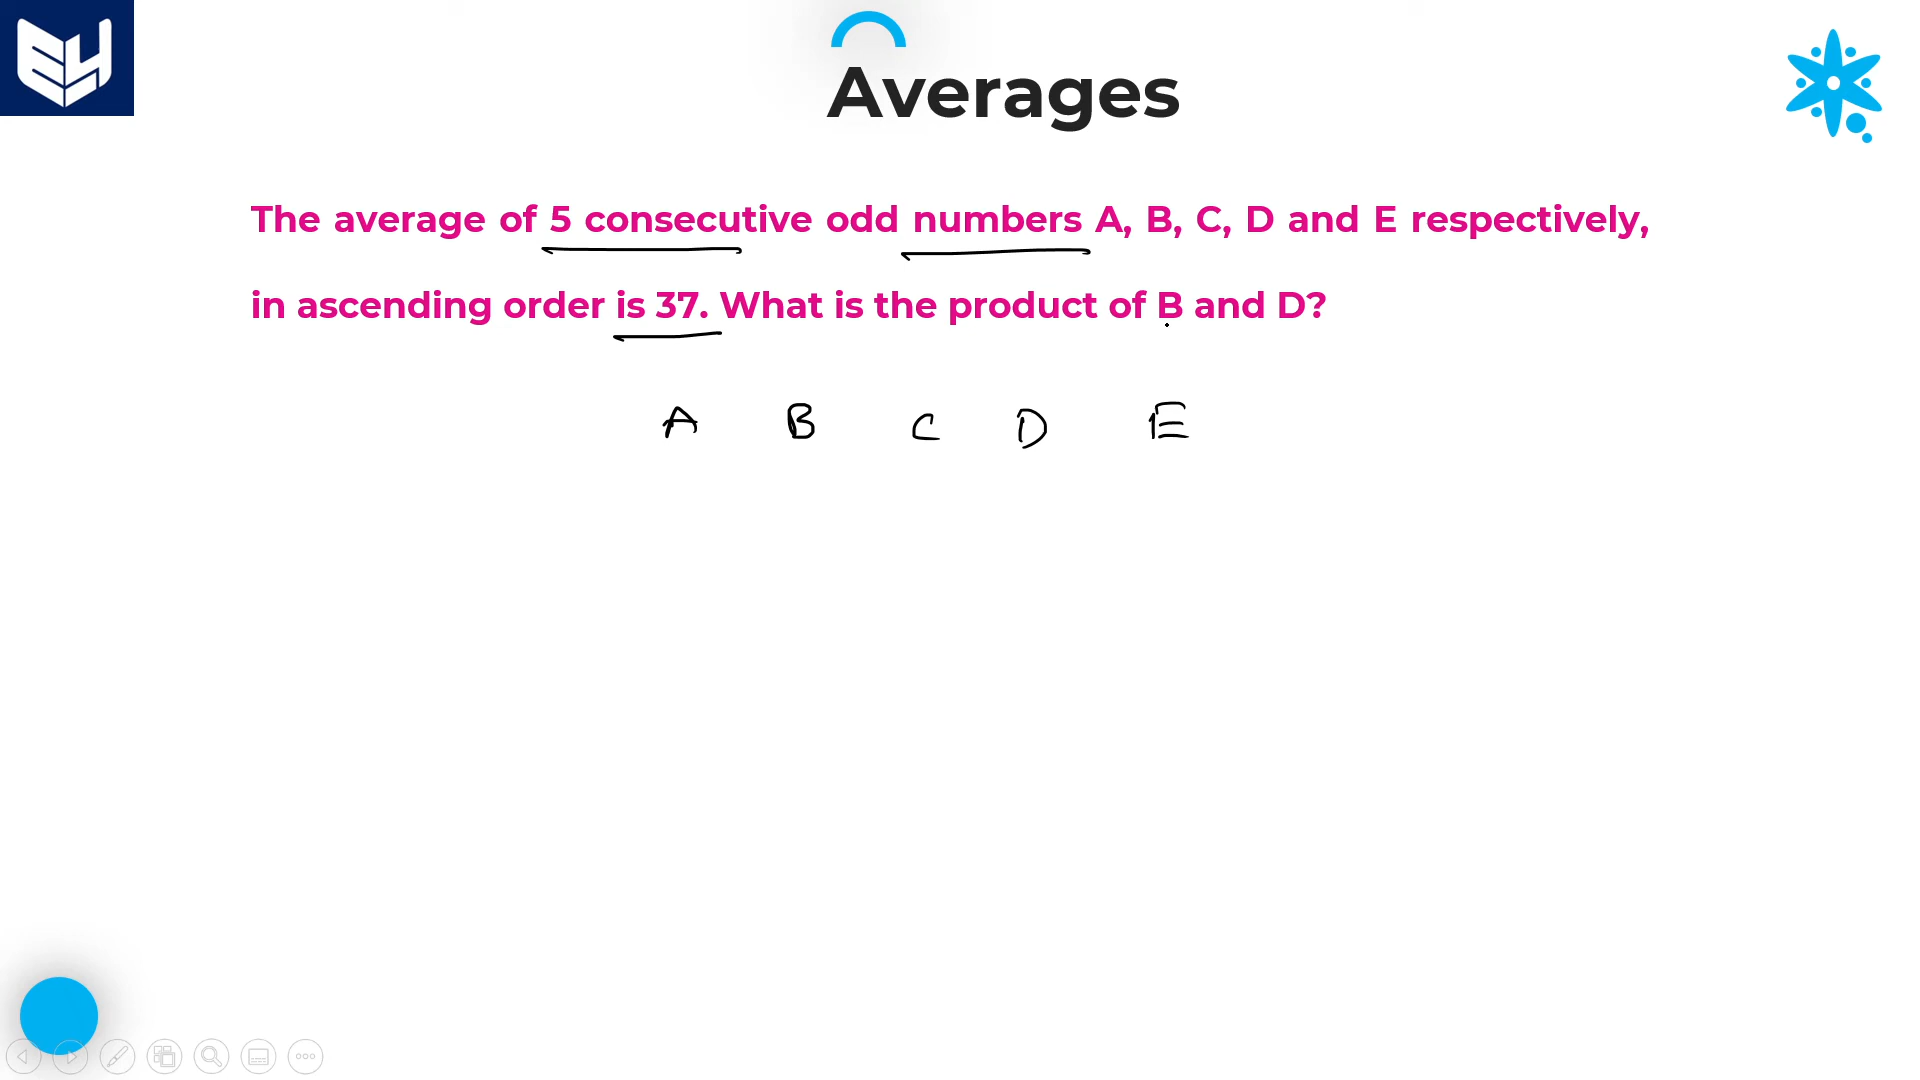 Averages
The average of 5 consecutive odd numbers A, B, C, D and E respectively,
in ascending order is 37. What is the product of B and D?
A B C D E